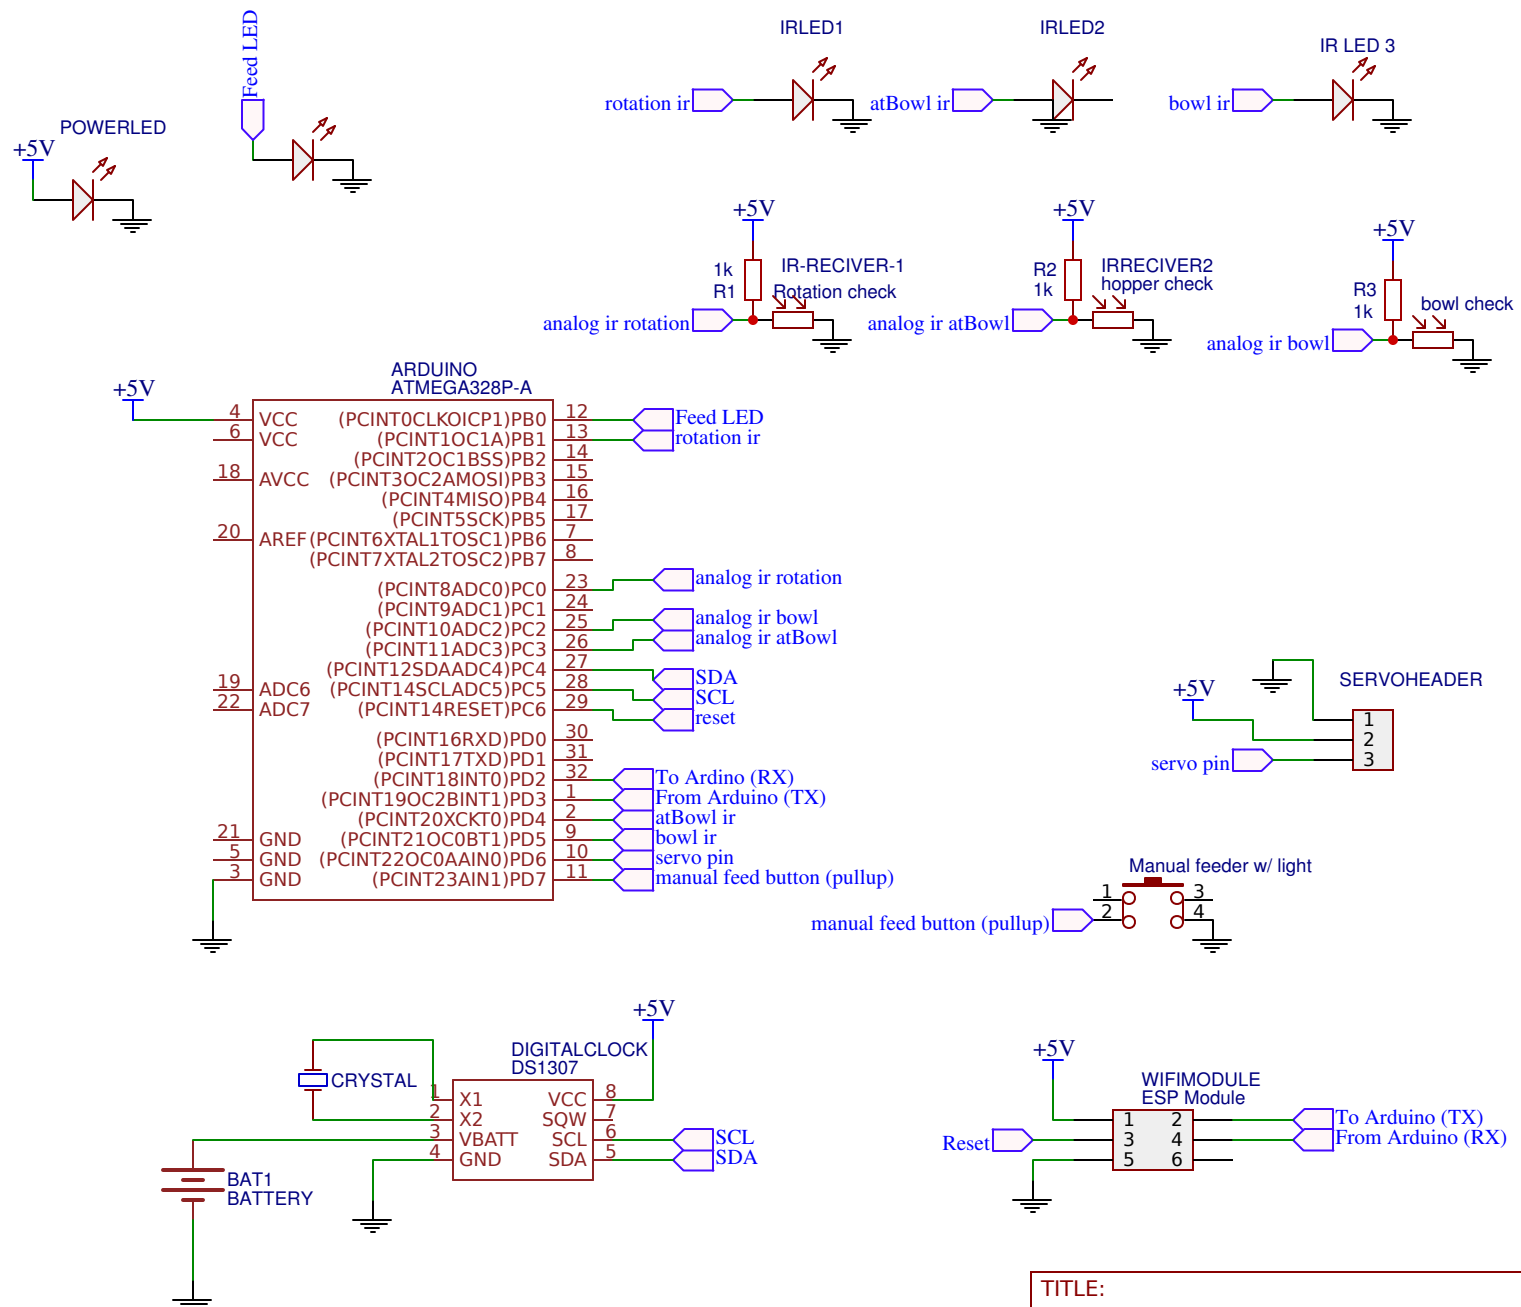 Feed LED
POWERLED
+5V
IRLED1
rotation ir
IRLED2
atBowl ir
IR LED 3
bowl ir
+5V
1k
R1
IR-RECIVER-1
Rotation check
analog ir rotation
+5V
R2
1k
IRRECIVER2
hopper check
analog ir atBowl
+5V
R3
1k
bowl check
analog ir bowl
+5V
ARDUINO
ATMEGA328P-A
4 VCC
6 VCC
18 AVCC
20 AREF
19 ADC6
22 ADC7
21 GND
5 GND
3 GND
(PCINT0CLKOICP1)PB0 12 Feed LED
(PCINT1OC1A)PB1 13 rotation ir
(PCINT2OC1BSS)PB2 14
(PCINT3OC2AMOSI)PB3 15
(PCINT4MISO)PB4 16
(PCINT5SCK)PB5 17
(PCINT6XTAL1TOSC1)PB6 7
(PCINT7XTAL2TOSC2)PB7 8
(PCINT8ADC0)PC0 23 analog ir rotation
(PCINT9ADC1)PC1 24
(PCINT10ADC2)PC2 25 analog ir bowl
(PCINT11ADC3)PC3 26 analog ir atBowl
(PCINT12SDAADC4)PC4 27 SDA
(PCINT14SCLADC5)PC5 28 SCL
(PCINT14RESET)PC6 29 reset
(PCINT16RXD)PD0 30
(PCINT17TXD)PD1 31
(PCINT18INT0)PD2 32 To Ardino (RX)
(PCINT19OC2BINT1)PD3 1 From Arduino (TX)
(PCINT20XCKT0)PD4 2 atBowl ir
(PCINT21OC0BT1)PD5 9 bowl ir
(PCINT22OC0AAIN0)PD6 10 servo pin
(PCINT23AIN1)PD7 11 manual feed button (pullup)
+5V
SERVOHEADER
1
2
servo pin 3
Manual feeder w/ light
1 3
2 4
manual feed button (pullup)
CRYSTAL
DIGITALCLOCK
DS1307
+5V
1 X1 VCC 8
2 X2 SQW 7
3 VBATT SCL 6 SCL
4 GND SDA 5 SDA
BAT1
BATTERY
+5V
WIFIMODULE
ESP Module
1 2 To Arduino (TX)
Reset 3 4 From Arduino (RX)
5 6
TITLE: